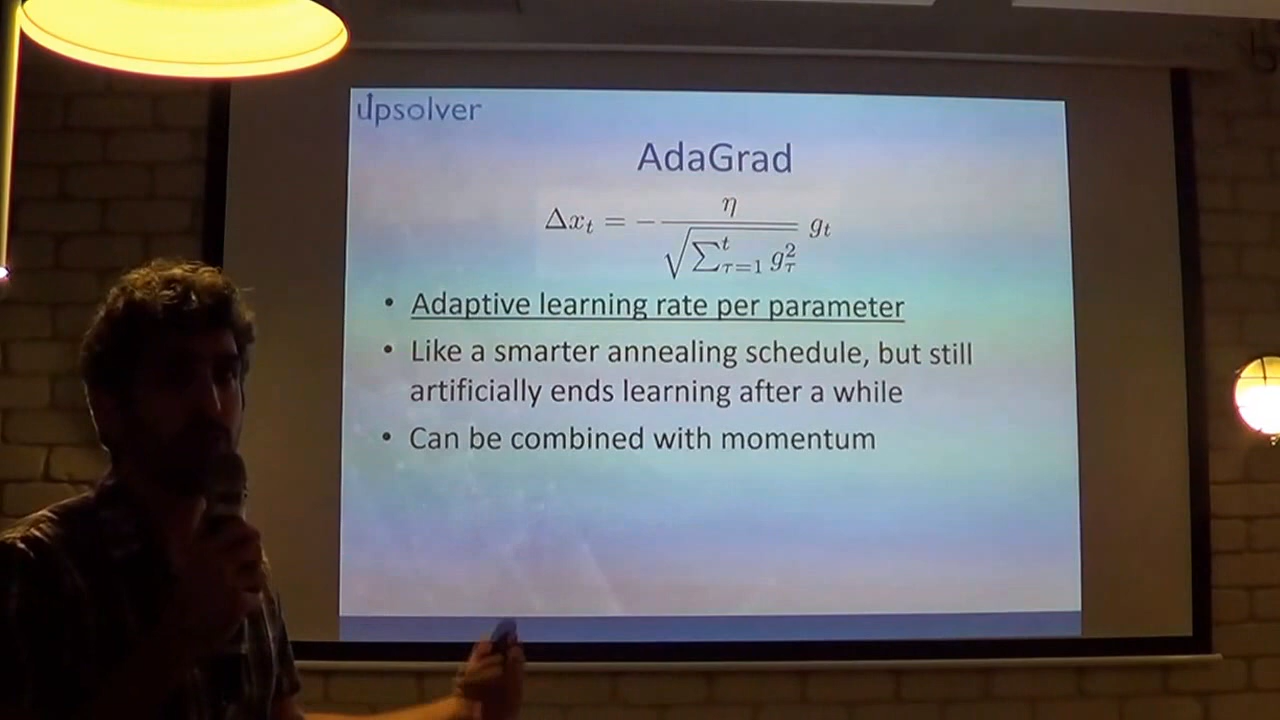 upsolver
AdaGrad
Δx_t = − η / √(∑_{τ=1}^{t} g_τ^2) g_t
• Adaptive learning rate per parameter
• Like a smarter annealing schedule, but still
artificially ends learning after a while
• Can be combined with momentum